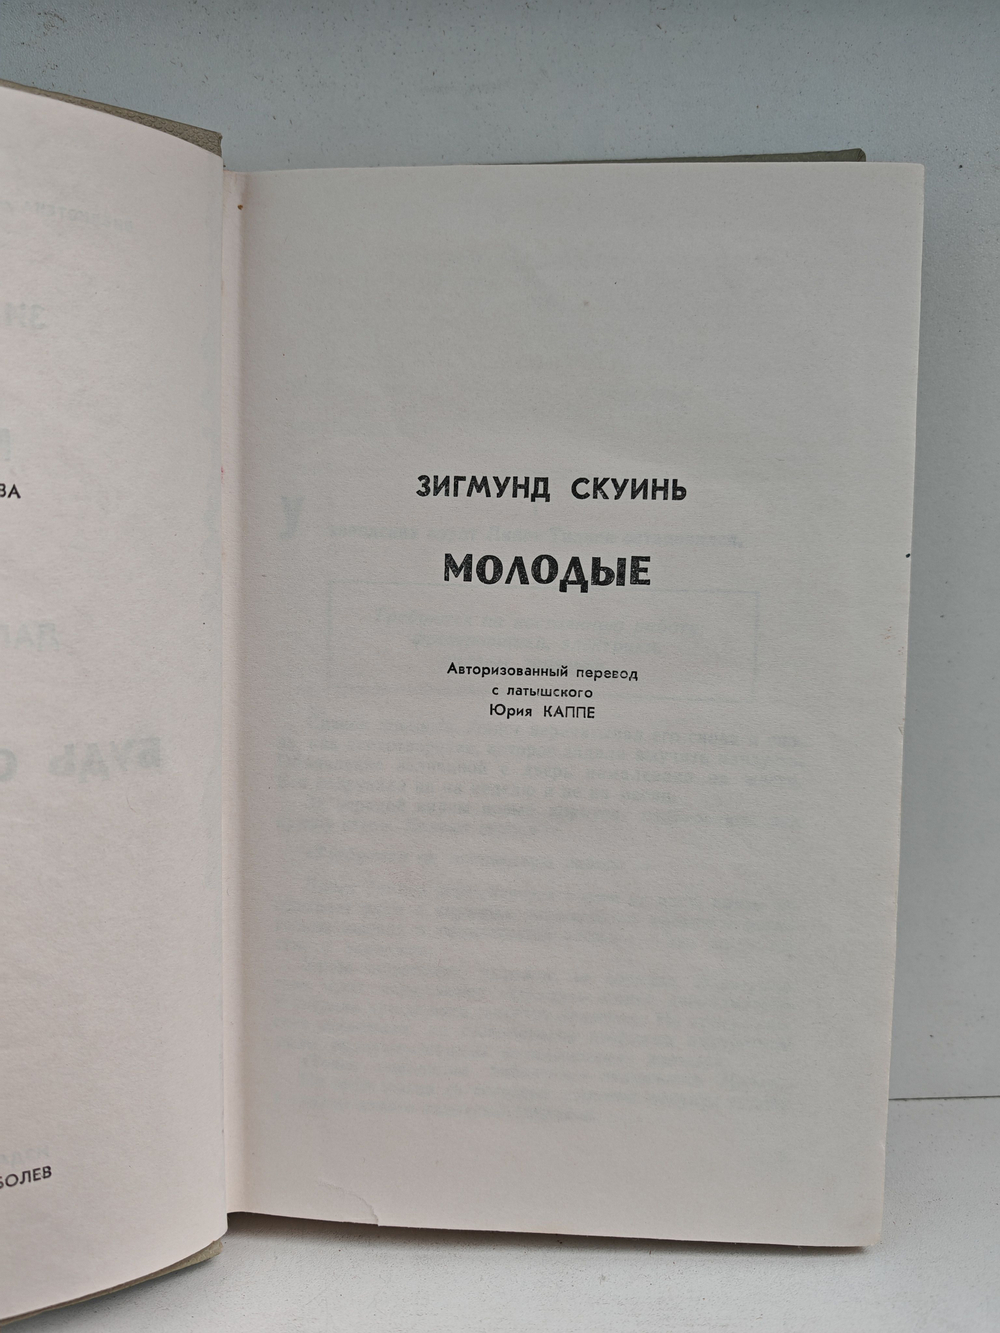 ЗИГМУНД СКУИНЬ
МОЛОДЫЕ
Авторизованный перевод
с латышского
Юрия КАППЕ